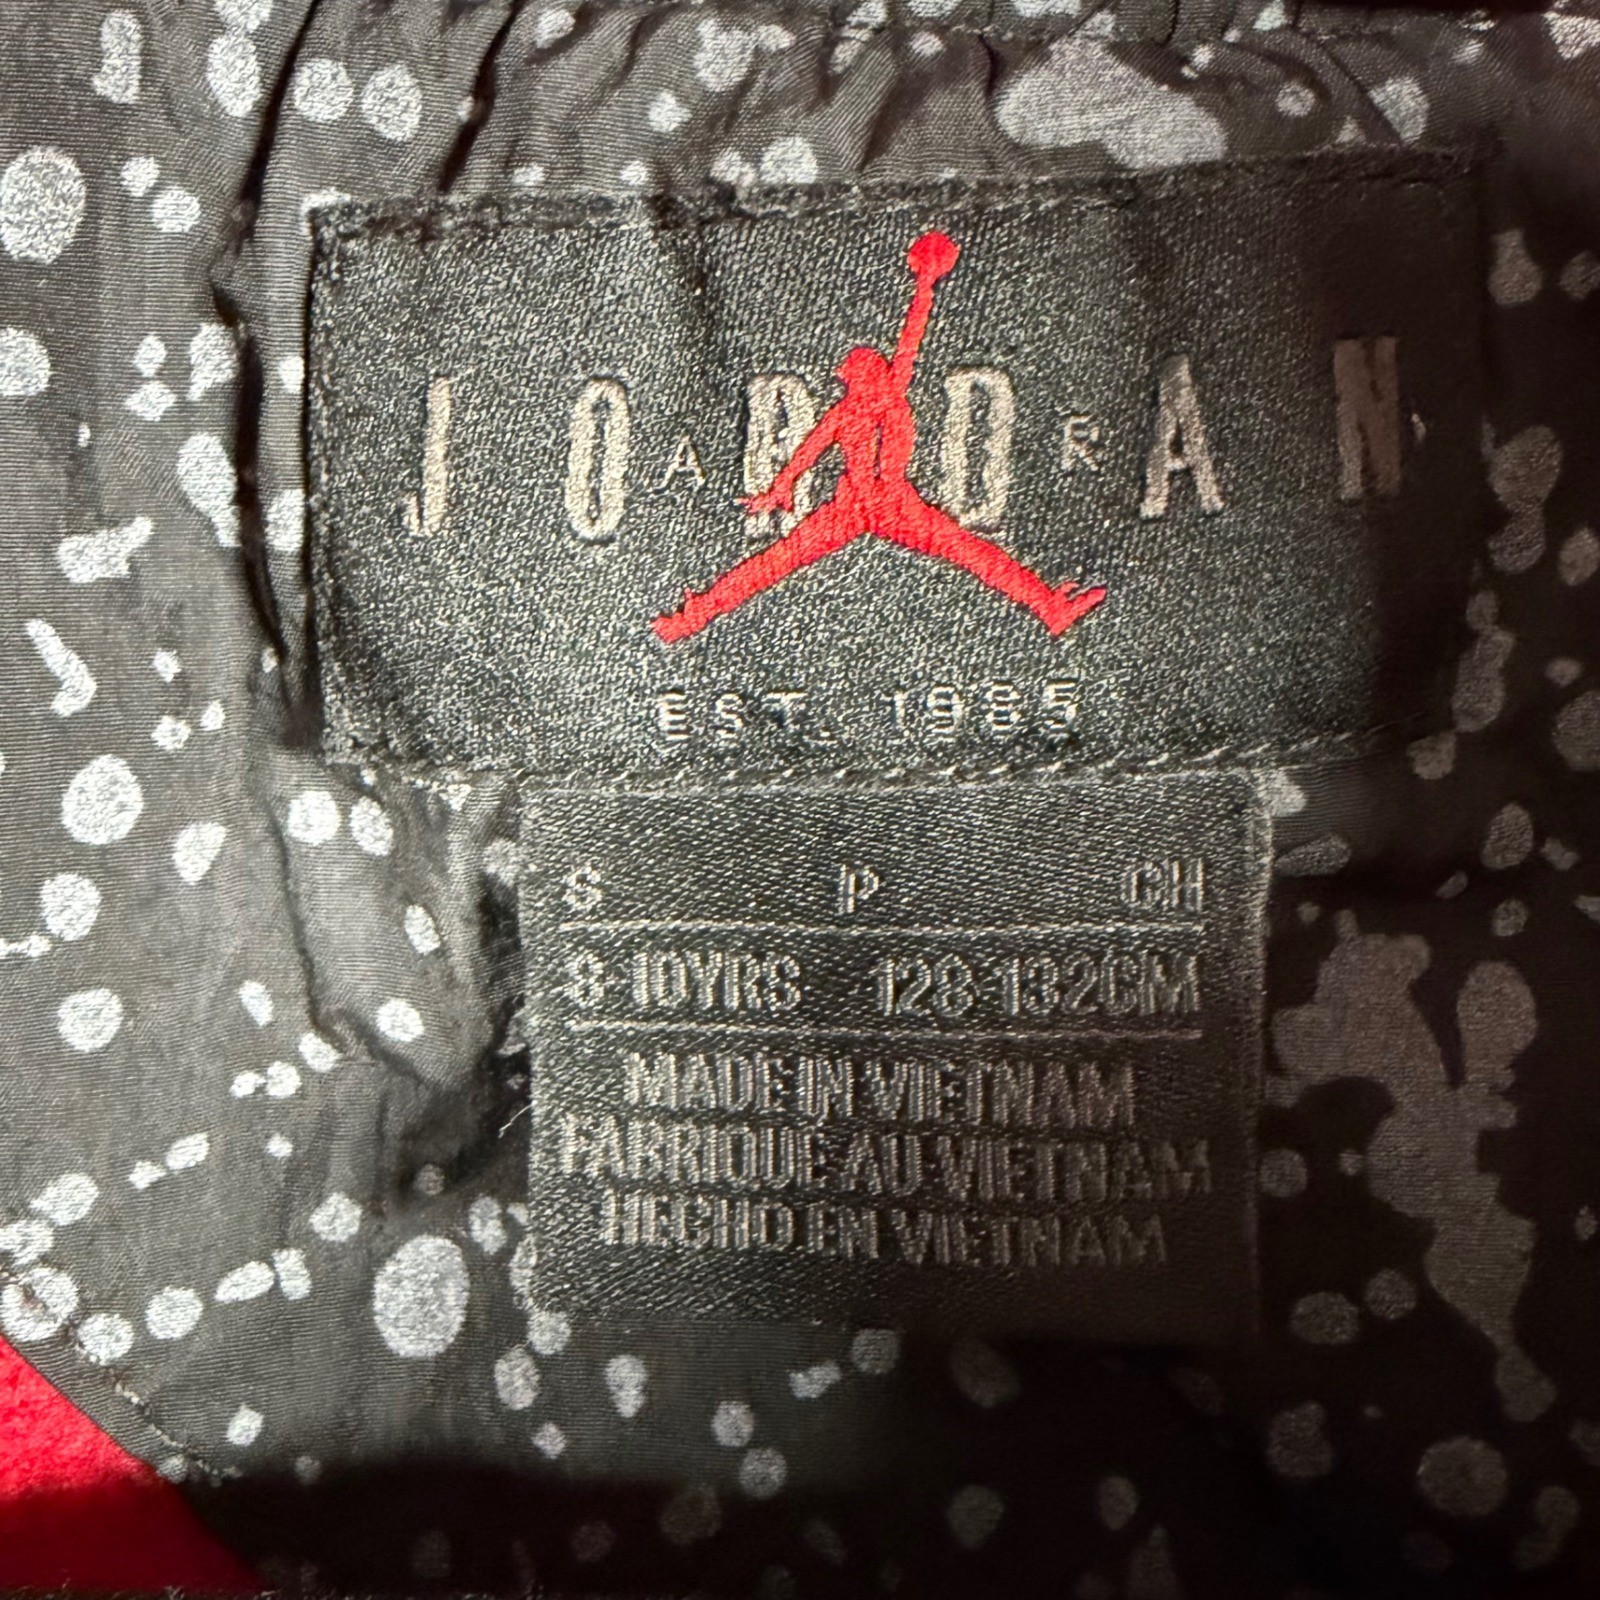 JORDAN
AIR
EST. 1985
S P CH
8-10YRS 128-132CM
MADE IN VIETNAM
FABRIQUE AU VIETNAM
HECHO EN VIETNAM